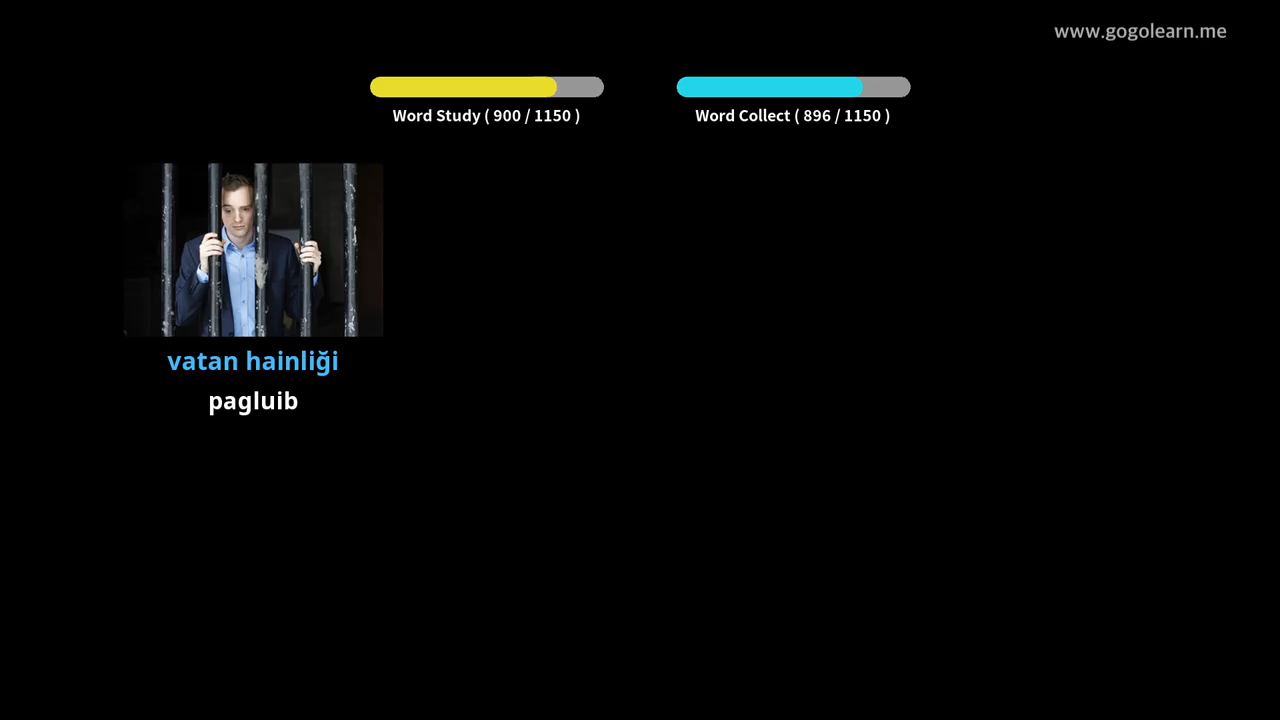 www.gogolearn.me
Word Study ( 900 / 1150 )
Word Collect ( 896 / 1150 )
vatan hainliği
pagluib